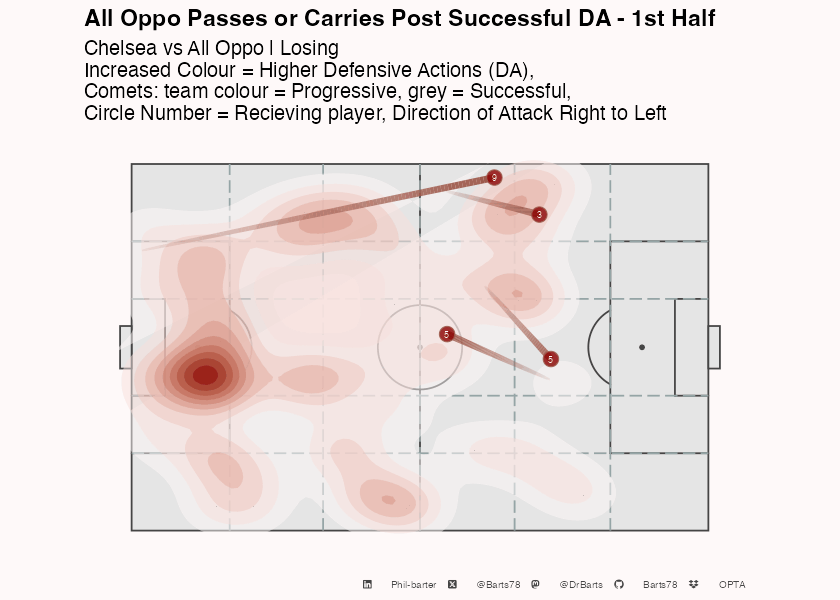 All Oppo Passes or Carries Post Successful DA - 1st Half
Chelsea vs All Oppo | Losing
Increased Colour = Higher Defensive Actions (DA),
Comets: team colour = Progressive, grey = Successful,
Circle Number = Recieving player, Direction of Attack Right to Left
9
3
5
5
Phil-barter @Barts78 @DrBarts Barts78 OPTA